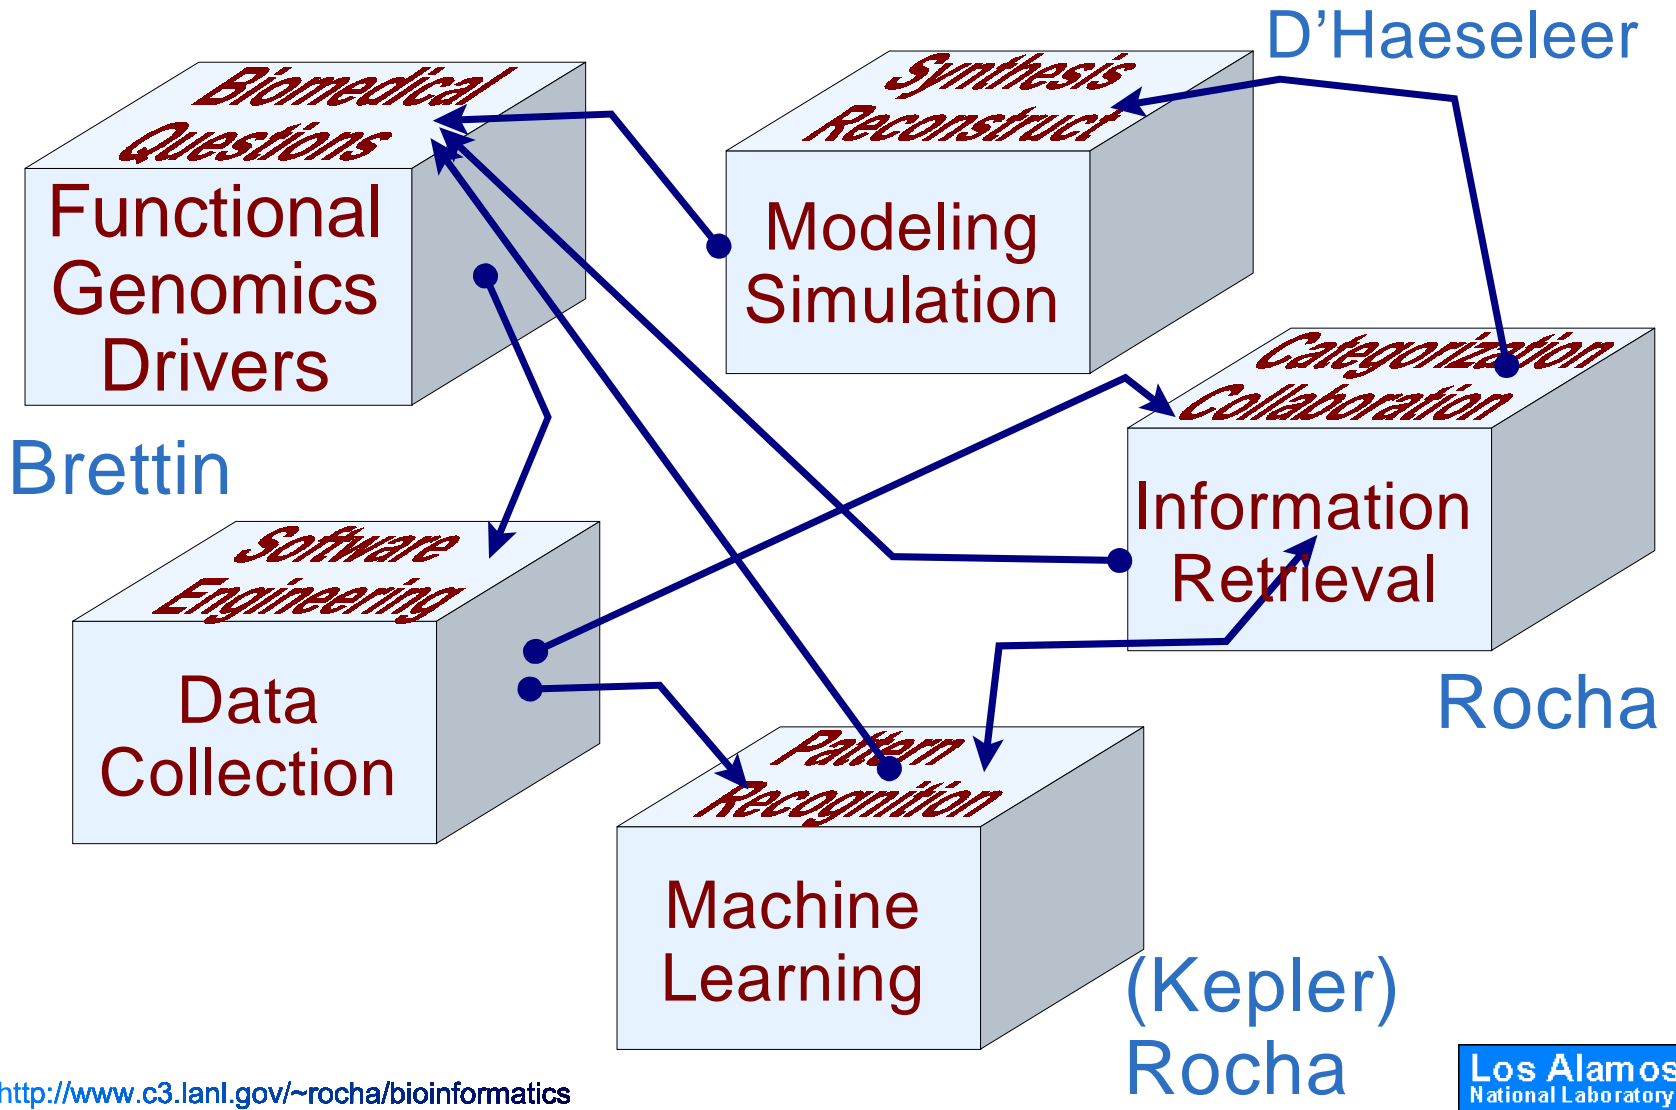 D’Haeseleer
Biomedical
Questions
Functional
Genomics
Drivers
Brettin
Synthesis
Reconstruct
Modeling
Simulation
Categorization
Collaboration
Information
Retrieval
Rocha
Software
Engineering
Data
Collection
Pattern
Recognition
Machine
Learning
(Kepler)
Rocha
http://www.c3.lanl.gov/~rocha/bioinformatics
Los Alamos
National Laboratory